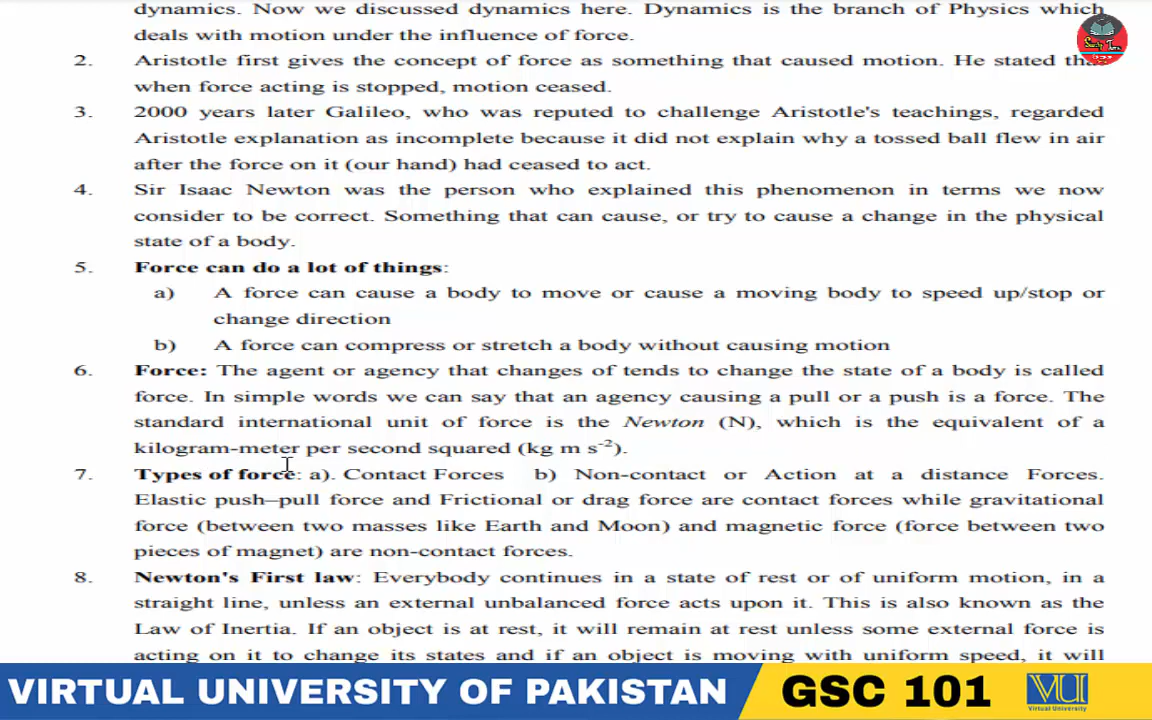 dynamics. Now we discussed dynamics here. Dynamics is the branch of Physics which
deals with motion under the influence of force.
2. Aristotle first gives the concept of force as something that caused motion. He stated that
when force acting is stopped, motion ceased.
3. 2000 years later Galileo, who was reputed to challenge Aristotle's teachings, regarded
Aristotle explanation as incomplete because it did not explain why a tossed ball flew in air
after the force on it (our hand) had ceased to act.
4. Sir Isaac Newton was the person who explained this phenomenon in terms we now
consider to be correct. Something that can cause, or try to cause a change in the physical
state of a body.
5. Force can do a lot of things:
a) A force can cause a body to move or cause a moving body to speed up/stop or
change direction
b) A force can compress or stretch a body without causing motion
6. Force: The agent or agency that changes of tends to change the state of a body is called
force. In simple words we can say that an agency causing a pull or a push is a force. The
standard international unit of force is the Newton (N), which is the equivalent of a
kilogram-meter per second squared (kg m s⁻²).
7. Types of force: a). Contact Forces b) Non-contact or Action at a distance Forces.
Elastic push–pull force and Frictional or drag force are contact forces while gravitational
force (between two masses like Earth and Moon) and magnetic force (force between two
pieces of magnet) are non-contact forces.
8. Newton's First law: Everybody continues in a state of rest or of uniform motion, in a
straight line, unless an external unbalanced force acts upon it. This is also known as the
Law of Inertia. If an object is at rest, it will remain at rest unless some external force is
acting on it to change its states and if an object is moving with uniform speed, it will
VIRTUAL UNIVERSITY OF PAKISTAN
GSC 101
VU
Virtual University